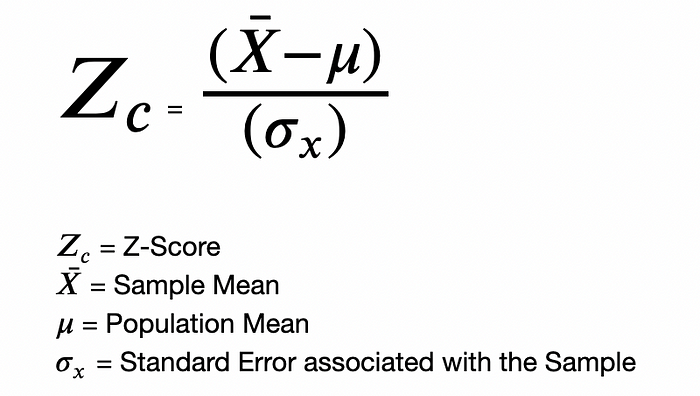 Z_c = (X̄−μ) / (σ_x)
Z_c = Z-Score
X̄ = Sample Mean
μ = Population Mean
σ_x = Standard Error associated with the Sample